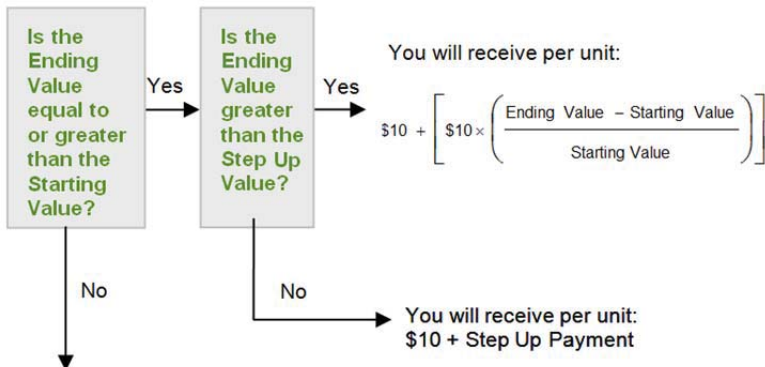 Is the
Ending
Value
equal to
or greater
than the
Starting
Value?
Yes
Is the
Ending
Value
greater
than the
Step Up
Value?
Yes
You will receive per unit:
$10 + [ $10 × ( Ending Value – Starting Value
Starting Value ) ]
No
No
You will receive per unit:
$10 + Step Up Payment